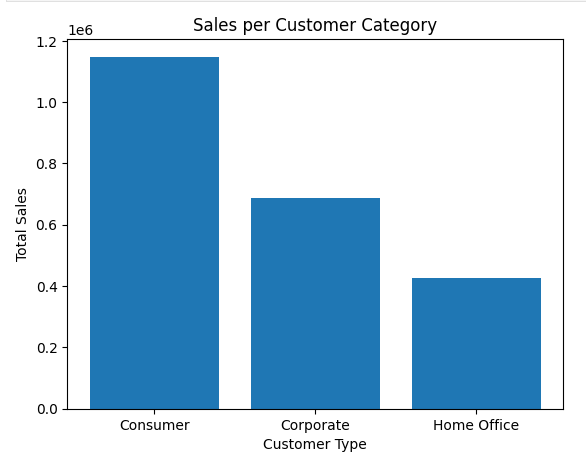 Sales per Customer Category
1e6
1.2
1.0
0.8
0.6
0.4
0.2
0.0
Total Sales
Consumer Corporate Home Office
Customer Type